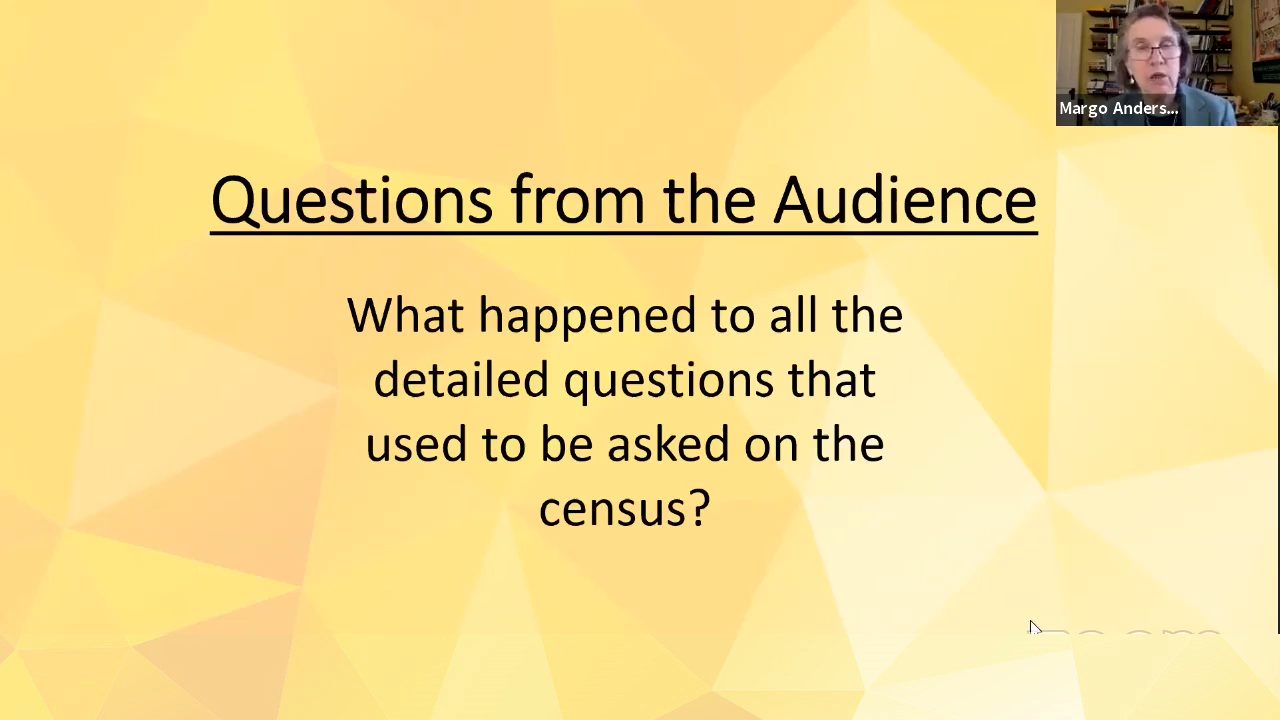 Margo Anders...
Questions from the Audience
What happened to all the
detailed questions that
used to be asked on the
census?